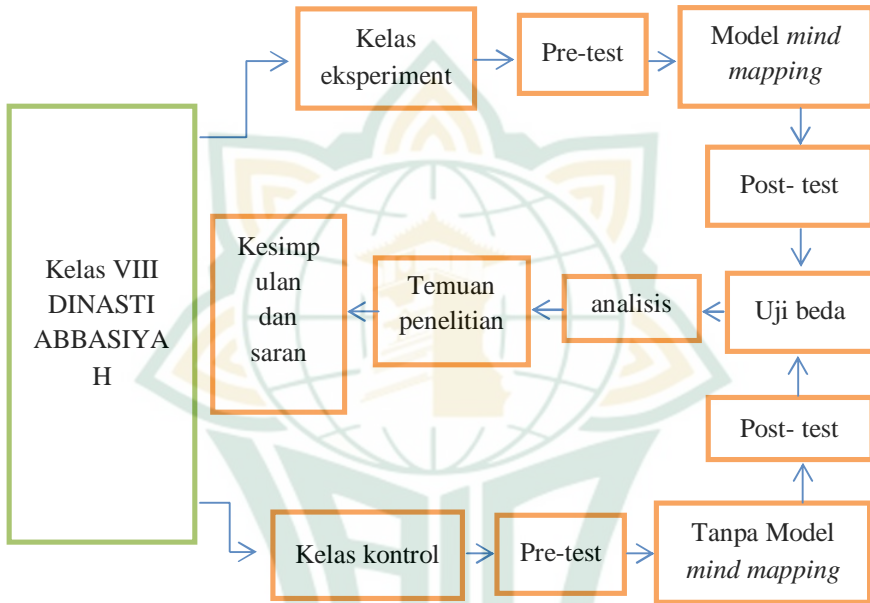 Kelas VIII
DINASTI
ABBASIYA
H
Kelas
eksperiment
Pre-test
Model mind
mapping
Post- test
Uji beda
analisis
Temuan
penelitian
Kesimp
ulan
dan
saran
Kelas kontrol
Pre-test
Tanpa Model
mind mapping
Post- test